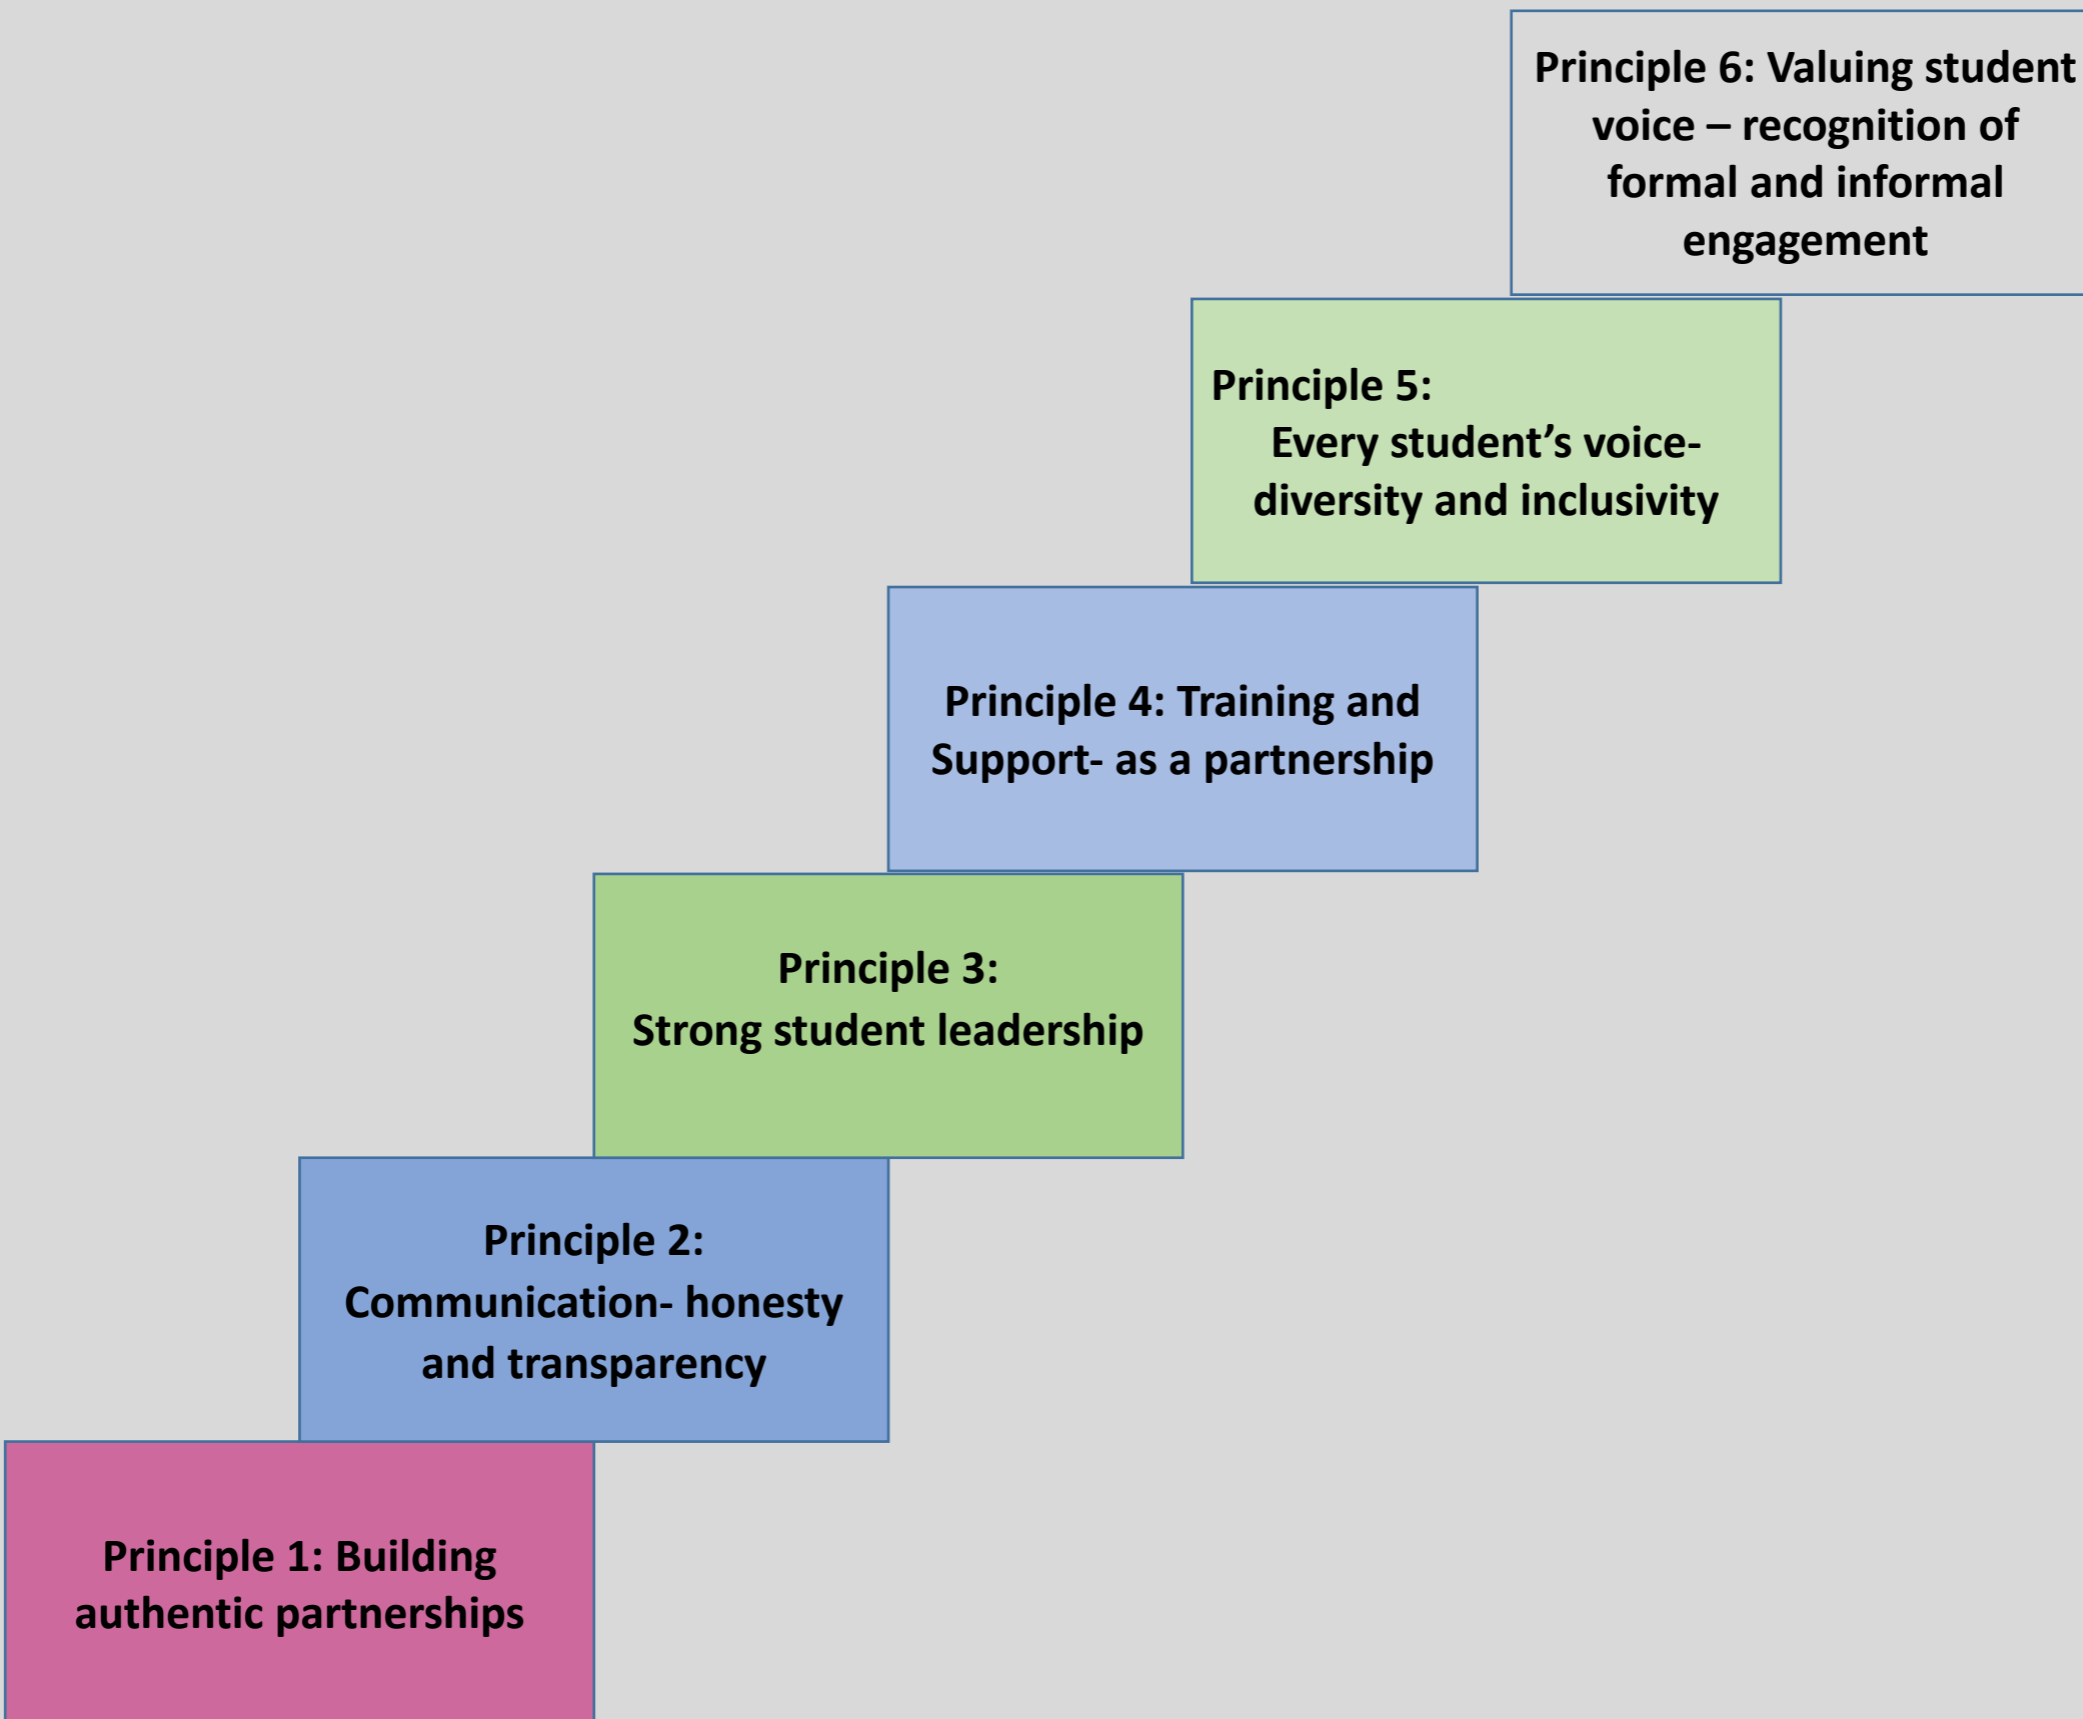 Principle 6: Valuing student
voice – recognition of
formal and informal
engagement
Principle 5:
Every student’s voice-
diversity and inclusivity
Principle 4: Training and
Support- as a partnership
Principle 3:
Strong student leadership
Principle 2:
Communication- honesty
and transparency
Principle 1: Building
authentic partnerships